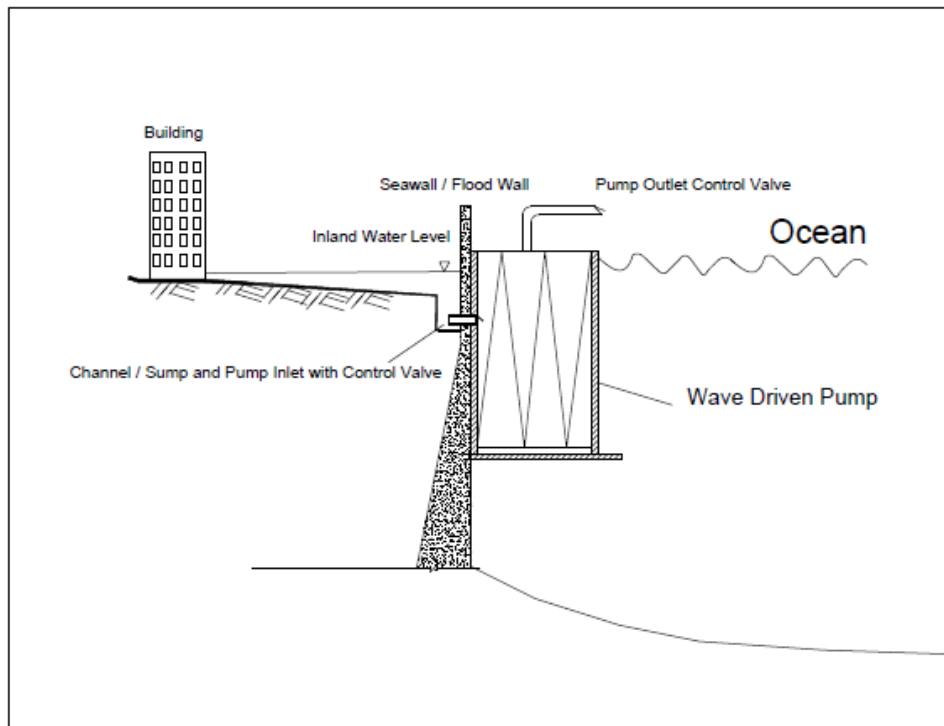 Building
Seawall / Flood Wall
Pump Outlet Control Valve
Inland Water Level
Ocean
Channel / Sump and Pump Inlet with Control Valve
Wave Driven Pump